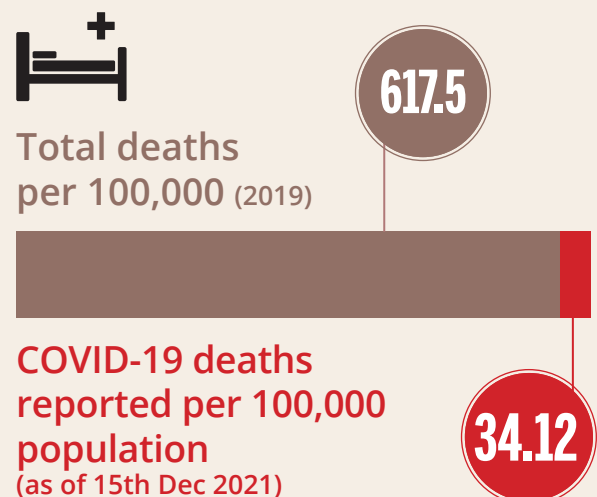 617.5
Total deaths
per 100,000 (2019)
COVID-19 deaths
reported per 100,000
population
(as of 15th Dec 2021)
34.12